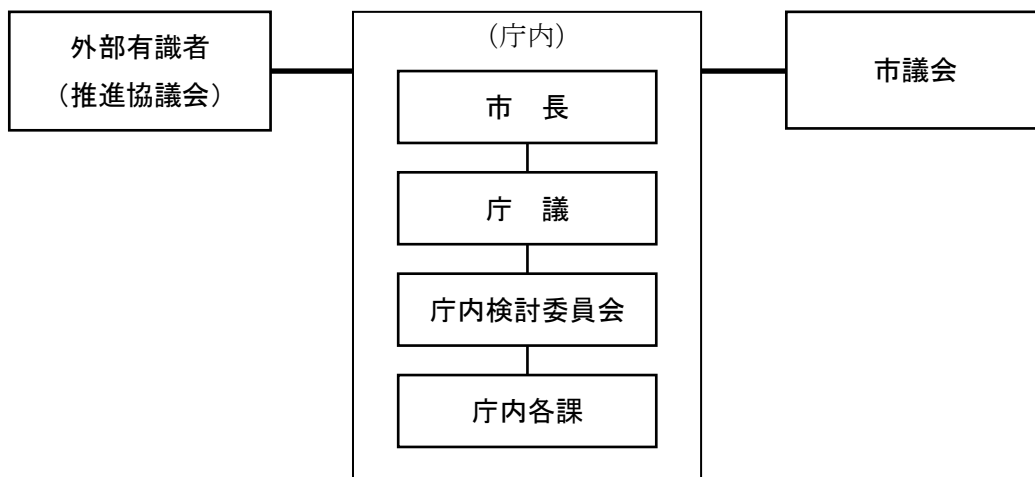 外部有識者
（推進協議会）
（庁内）
市　長
庁　議
庁内検討委員会
庁内各課
市議会